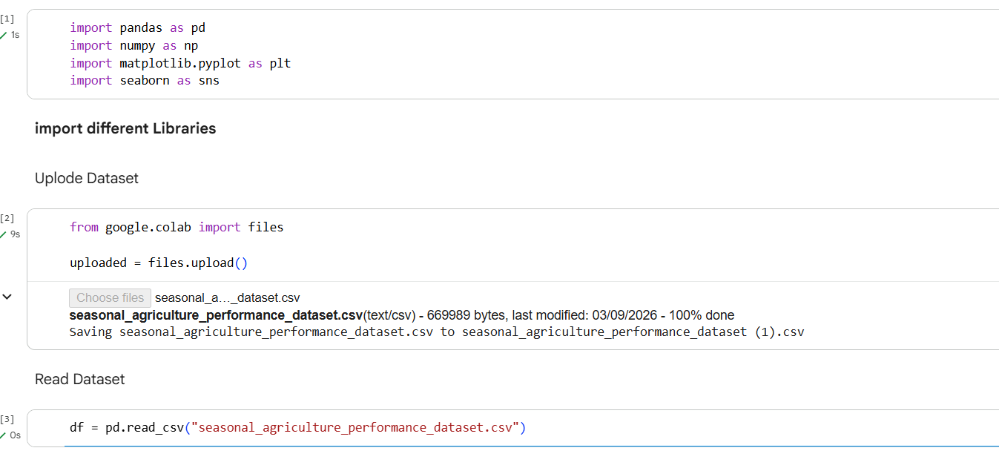 [1]
1s
import pandas as pd
import numpy as np
import matplotlib.pyplot as plt
import seaborn as sns
import different Libraries
Uplode Dataset
[2]
9s
from google.colab import files
uploaded = files.upload()
Choose files seasonal_a…_dataset.csv
seasonal_agriculture_performance_dataset.csv(text/csv) - 669989 bytes, last modified: 03/09/2026 - 100% done
Saving seasonal_agriculture_performance_dataset.csv to seasonal_agriculture_performance_dataset (1).csv
Read Dataset
[3]
0s
df = pd.read_csv("seasonal_agriculture_performance_dataset.csv")